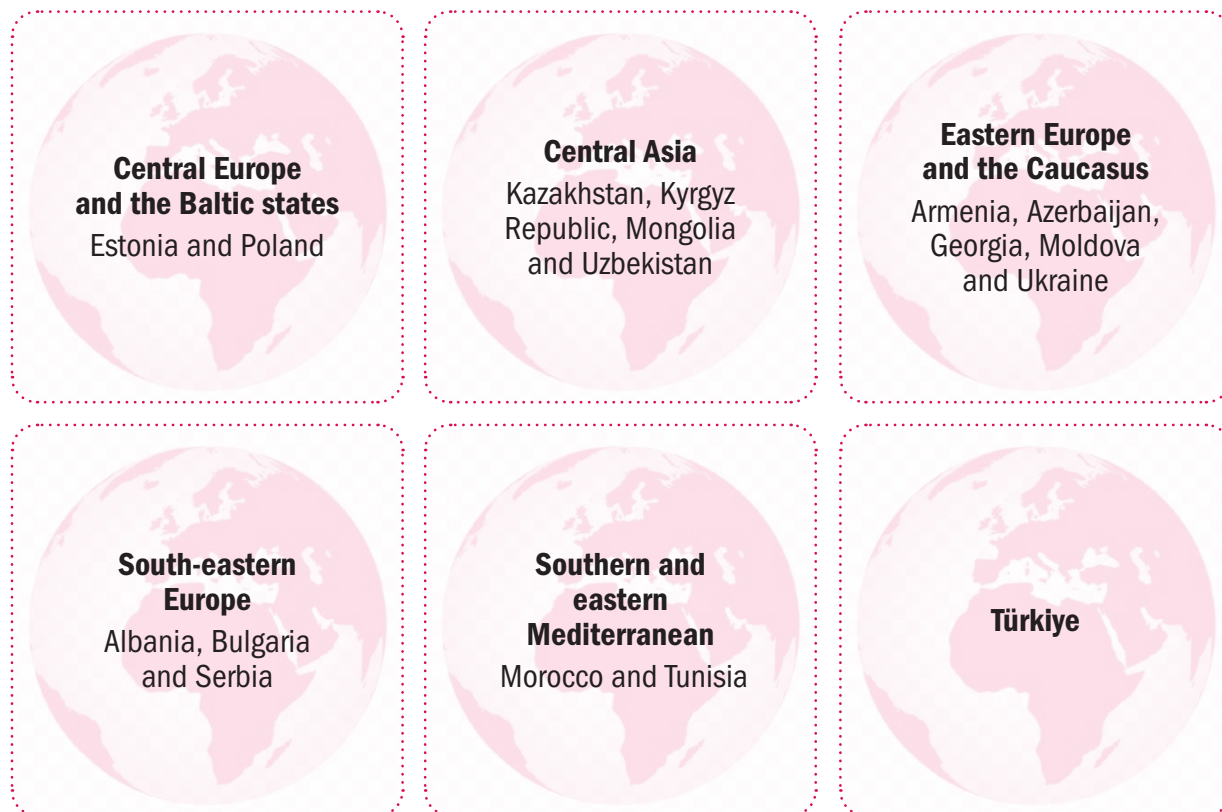 Central Europe
and the Baltic states
Estonia and Poland
Central Asia
Kazakhstan, Kyrgyz
Republic, Mongolia
and Uzbekistan
Eastern Europe
and the Caucasus
Armenia, Azerbaijan,
Georgia, Moldova
and Ukraine
South-eastern
Europe
Albania, Bulgaria
and Serbia
Southern and
eastern
Mediterranean
Morocco and Tunisia
Türkiye